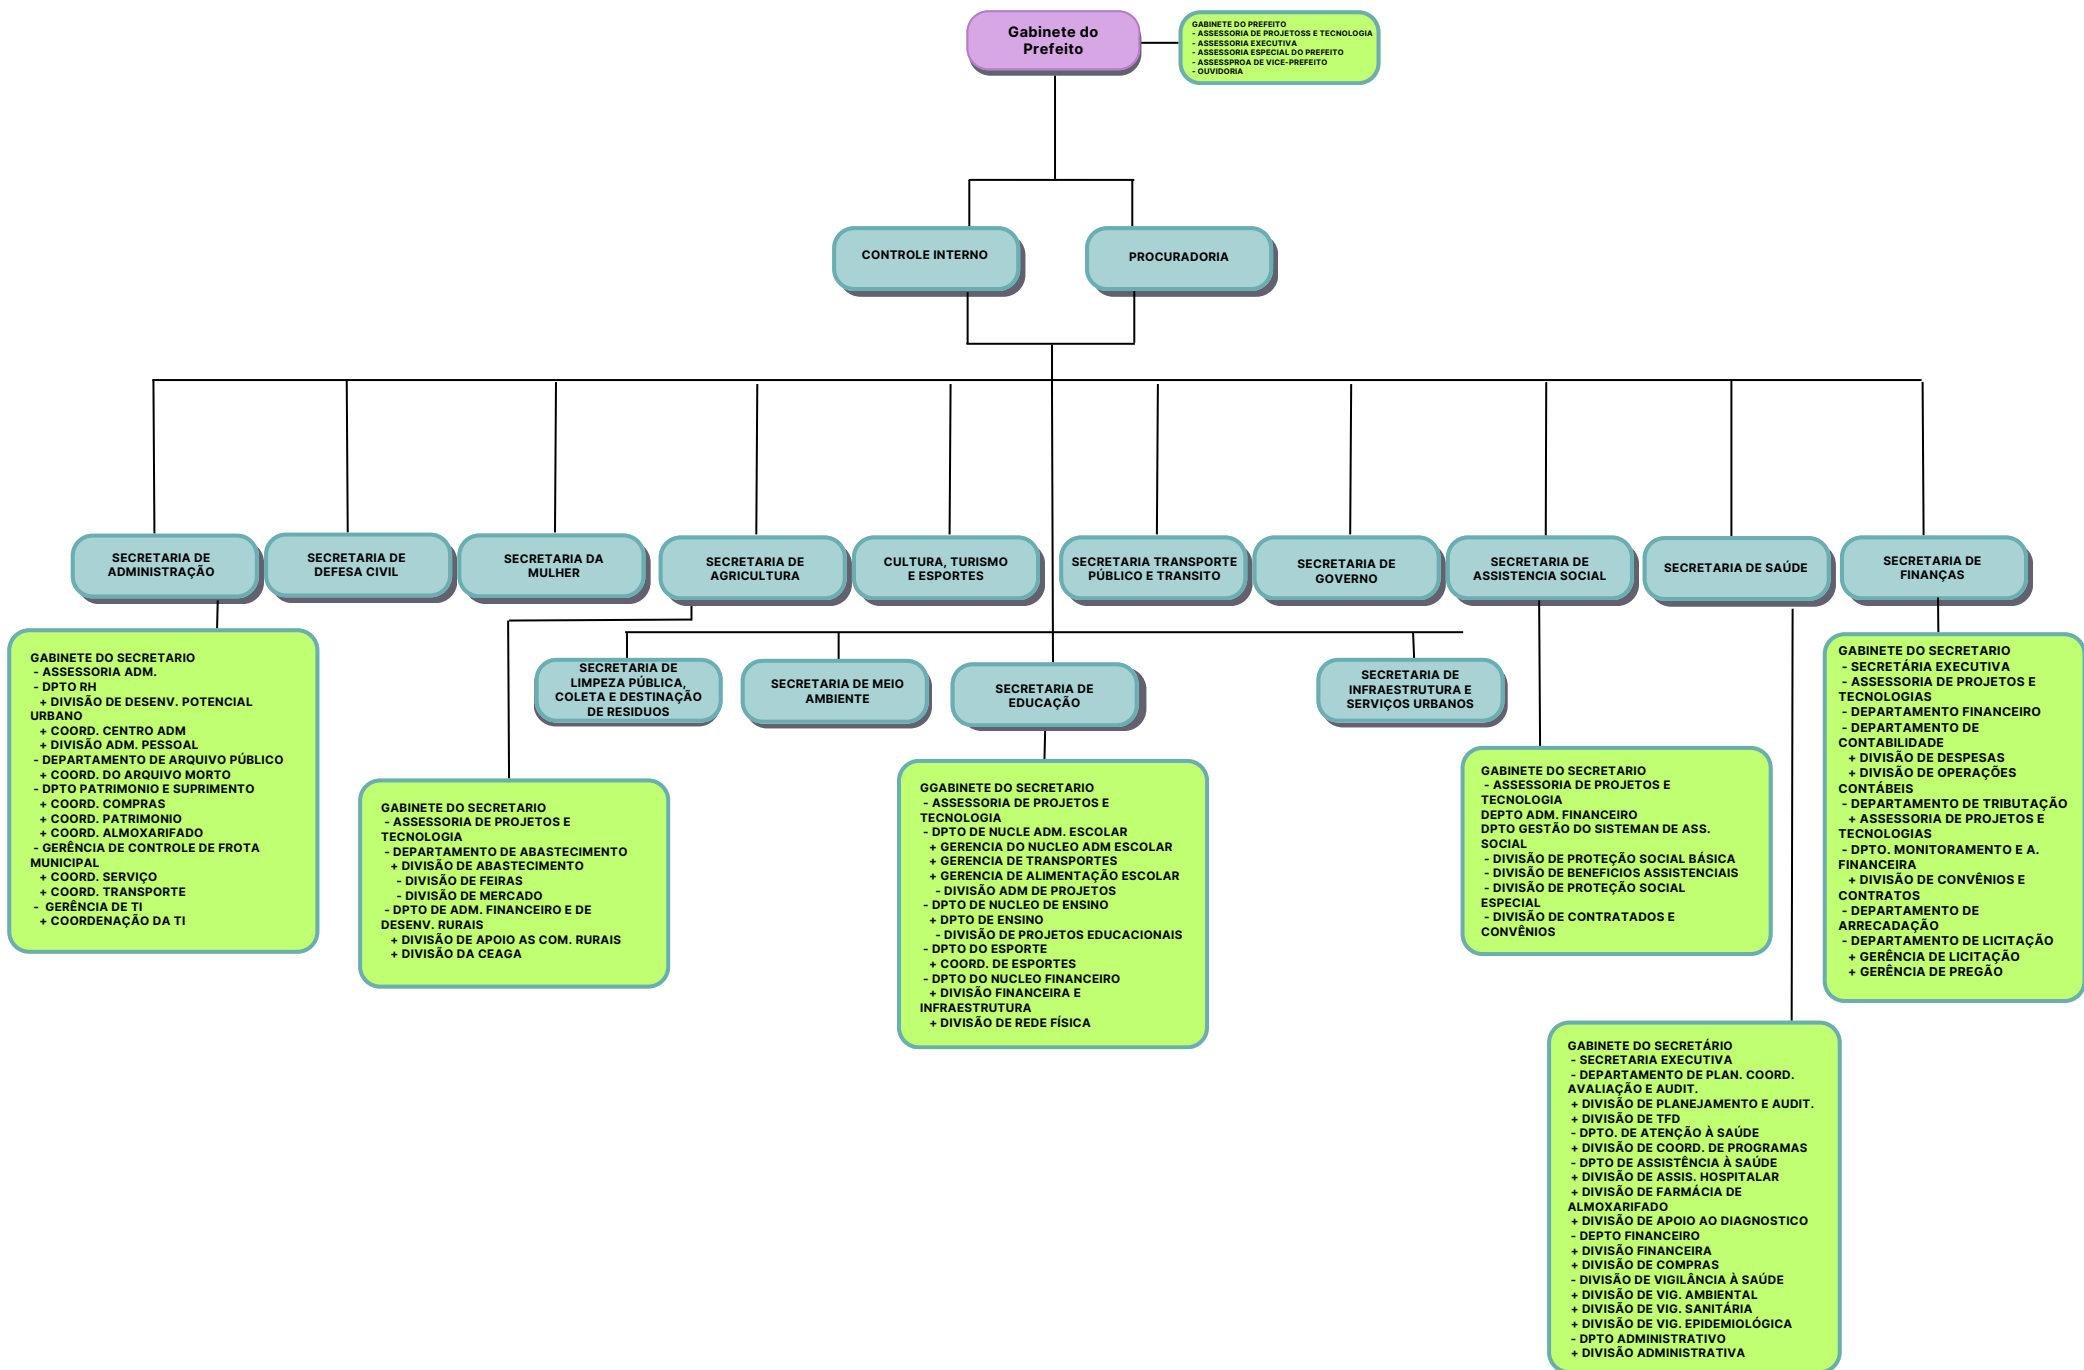 Gabinete do
Prefeito
GABINETE DO PREFEITO
- ASSESSORIA DE PROJETOSS E TECNOLOGIA
- ASSESSORIA EXECUTIVA
- ASSESSORIA ESPECIAL DO PREFEITO
- ASSESSPROA DE VICE-PREFEITO
- OUVIDORIA
CONTROLE INTERNO
PROCURADORIA
SECRETARIA DE
ADMINISTRAÇÃO
SECRETARIA DE
DEFESA CIVIL
SECRETARIA DA
MULHER
SECRETARIA DE
AGRICULTURA
CULTURA, TURISMO
E ESPORTES
SECRETARIA TRANSPORTE
PÚBLICO E TRANSITO
SECRETARIA DE
GOVERNO
SECRETARIA DE
ASSISTENCIA SOCIAL
SECRETARIA DE SAÚDE
SECRETARIA DE
FINANÇAS
SECRETARIA DE
LIMPEZA PÚBLICA,
COLETA E DESTINAÇÃO
DE RESIDUOS
SECRETARIA DE MEIO
AMBIENTE
SECRETARIA DE
EDUCAÇÃO
SECRETARIA DE
INFRAESTRUTURA E
SERVIÇOS URBANOS
GABINETE DO SECRETARIO
- ASSESSORIA ADM.
- DPTO RH
+ DIVISÃO DE DESENV. POTENCIAL
URBANO
+ COORD. CENTRO ADM
+ DIVISÃO ADM. PESSOAL
- DEPARTAMENTO DE ARQUIVO PÚBLICO
+ COORD. DO ARQUIVO MORTO
- DPTO PATRIMONIO E SUPRIMENTO
+ COORD. COMPRAS
+ COORD. PATRIMONIO
+ COORD. ALMOXARIFADO
- GERÊNCIA DE CONTROLE DE FROTA
MUNICIPAL
+ COORD. SERVIÇO
+ COORD. TRANSPORTE
- GERÊNCIA DE TI
+ COORDENAÇÃO DA TI
GABINETE DO SECRETARIO
- ASSESSORIA DE PROJETOS E
TECNOLOGIA
- DEPARTAMENTO DE ABASTECIMENTO
+ DIVISÃO DE ABASTECIMENTO
- DIVISÃO DE FEIRAS
- DIVISÃO DE MERCADO
- DPTO DE ADM. FINANCEIRO E DE
DESENV. RURAIS
+ DIVISÃO DE APOIO AS COM. RURAIS
+ DIVISÃO DA CEAGA
GGABINETE DO SECRETARIO
- ASSESSORIA DE PROJETOS E
TECNOLOGIA
- DPTO DE NUCLE ADM. ESCOLAR
+ GERENCIA DO NUCLEO ADM ESCOLAR
+ GERENCIA DE TRANSPORTES
+ GERENCIA DE ALIMENTAÇÃO ESCOLAR
- DIVISÃO ADM DE PROJETOS
- DPTO DE NUCLEO DE ENSINO
+ DPTO DE ENSINO
- DIVISÃO DE PROJETOS EDUCACIONAIS
- DPTO DO ESPORTE
+ COORD. DE ESPORTES
- DPTO DO NUCLEO FINANCEIRO
+ DIVISÃO FINANCEIRA E
INFRAESTRUTURA
+ DIVISÃO DE REDE FÍSICA
GABINETE DO SECRETARIO
- ASSESSORIA DE PROJETOS E
TECNOLOGIA
DEPTO ADM. FINANCEIRO
DPTO GESTÃO DO SISTEMAN DE ASS.
SOCIAL
- DIVISÃO DE PROTEÇÃO SOCIAL BÁSICA
- DIVISÃO DE BENEFICIOS ASSISTENCIAIS
- DIVISÃO DE PROTEÇÃO SOCIAL
ESPECIAL
- DIVISÃO DE CONTRATADOS E
CONVÊNIOS
GABINETE DO SECRETARIO
- SECRETÁRIA EXECUTIVA
- ASSESSORIA DE PROJETOS E
TECNOLOGIAS
- DEPARTAMENTO FINANCEIRO
- DEPARTAMENTO DE
CONTABILIDADE
+ DIVISÃO DE DESPESAS
+ DIVISÃO DE OPERAÇÕES
CONTÁBEIS
- DEPARTAMENTO DE TRIBUTAÇÃO
+ ASSESSORIA DE PROJETOS E
TECNOLOGIAS
- DPTO. MONITORAMENTO E A.
FINANCEIRA
+ DIVISÃO DE CONVÊNIOS E
CONTRATOS
- DEPARTAMENTO DE
ARRECADAÇÃO
- DEPARTAMENTO DE LICITAÇÃO
+ GERÊNCIA DE LICITAÇÃO
+ GERÊNCIA DE PREGÃO
GABINETE DO SECRETÁRIO
- SECRETARIA EXECUTIVA
- DEPARTAMENTO DE PLAN. COORD.
AVALIAÇÃO E AUDIT.
+ DIVISÃO DE PLANEJAMENTO E AUDIT.
+ DIVISÃO DE TFD
- DPTO. DE ATENÇÃO À SAÚDE
+ DIVISÃO DE COORD. DE PROGRAMAS
- DPTO DE ASSISTÊNCIA À SAÚDE
+ DIVISÃO DE ASSIS. HOSPITALAR
+ DIVISÃO DE FARMÁCIA DE
ALMOXARIFADO
+ DIVISÃO DE APOIO AO DIAGNOSTICO
- DEPTO FINANCEIRO
+ DIVISÃO FINANCEIRA
+ DIVISÃO DE COMPRAS
- DIVISÃO DE VIGILÂNCIA À SAÚDE
+ DIVISÃO DE VIG. AMBIENTAL
+ DIVISÃO DE VIG. SANITÁRIA
+ DIVISÃO DE VIG. EPIDEMIOLÓGICA
- DPTO ADMINISTRATIVO
+ DIVISÃO ADMINISTRATIVA